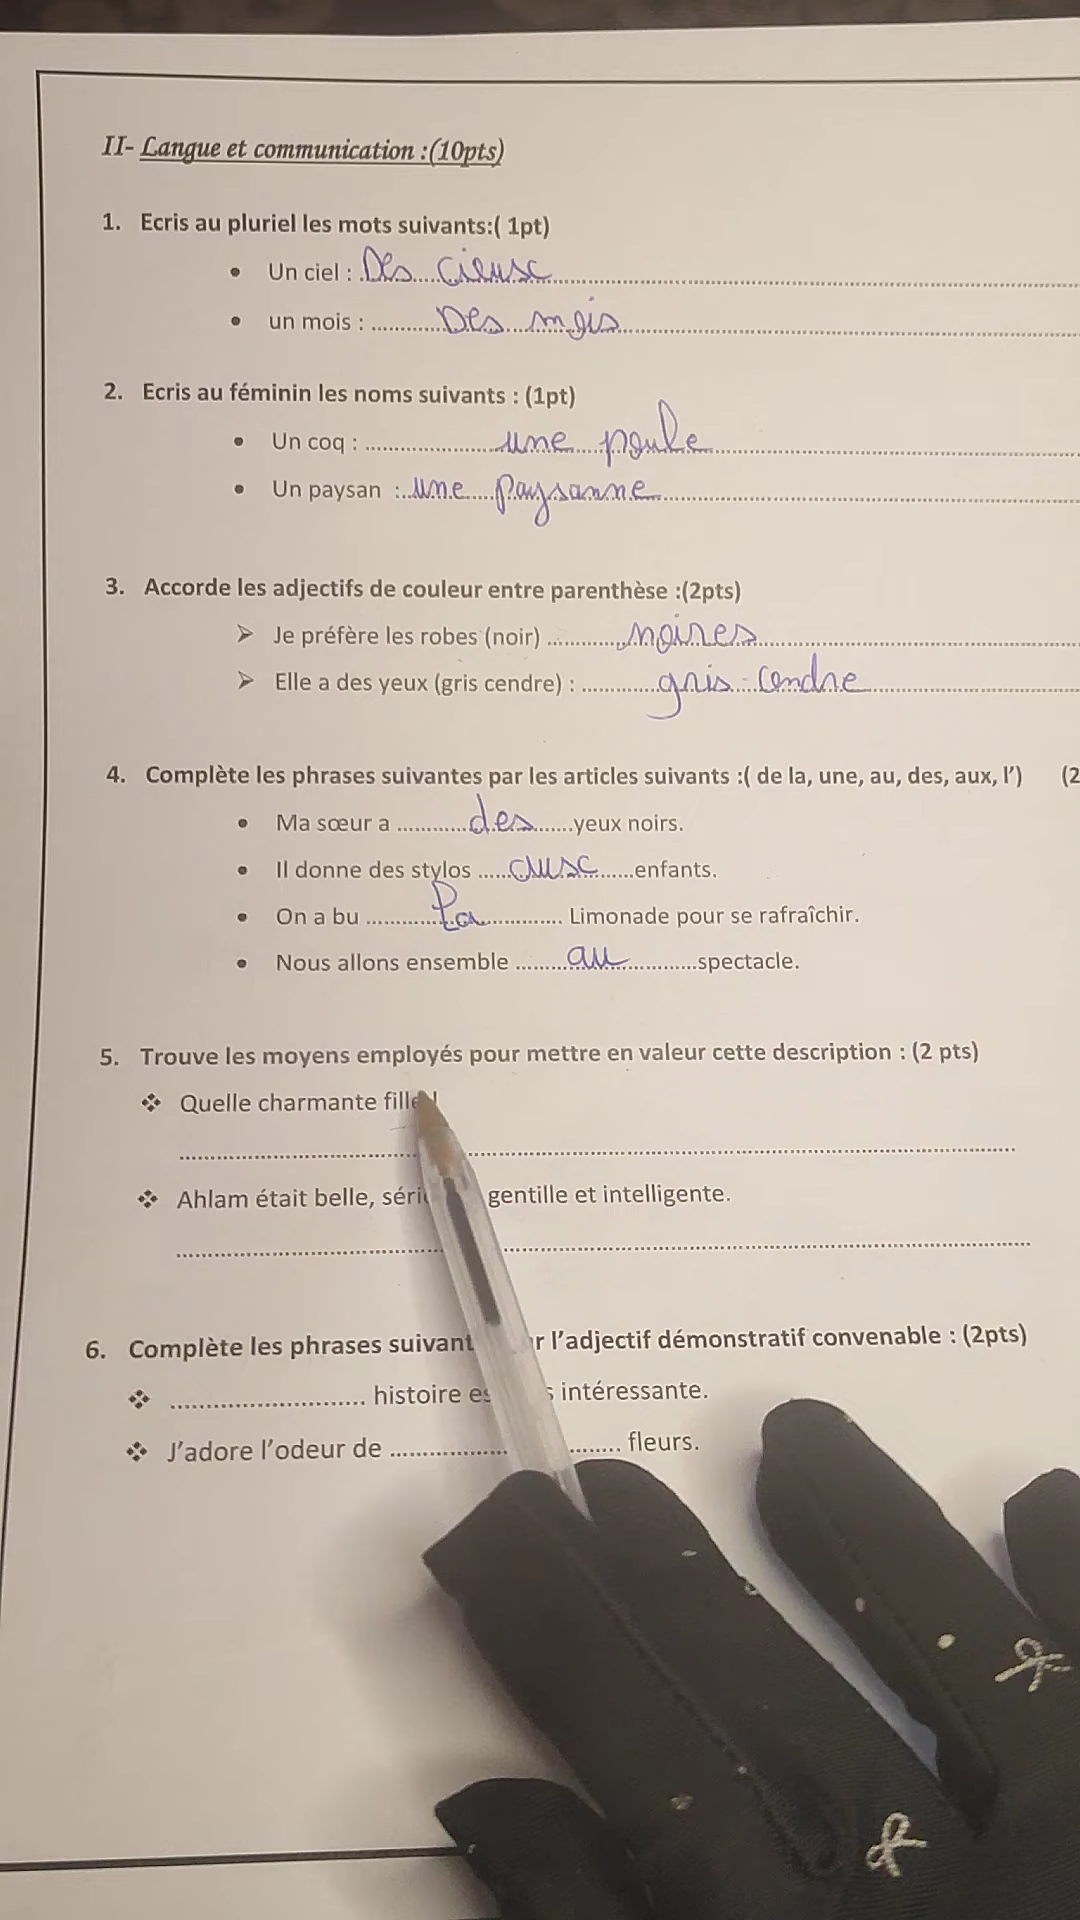 II- Langue et communication :(10pts)
1. Ecris au pluriel les mots suivants:( 1pt)
• Un ciel : Des cieux
• un mois : Des mois
2. Ecris au féminin les noms suivants : (1pt)
• Un coq : une poule
• Un paysan : une paysanne
3. Accorde les adjectifs de couleur entre parenthèse :(2pts)
➢ Je préfère les robes (noir) noires
➢ Elle a des yeux (gris cendre) : gris-cendre
4. Complète les phrases suivantes par les articles suivants :( de la, une, au, des, aux, l') (2
• Ma sœur a des yeux noirs.
• Il donne des stylos aux enfants.
• On a bu la Limonade pour se rafraîchir.
• Nous allons ensemble au spectacle.
5. Trouve les moyens employés pour mettre en valeur cette description : (2 pts)
❖ Quelle charmante fille !
❖ Ahlam était belle, séri gentille et intelligente.
6. Complète les phrases suivant r l'adjectif démonstratif convenable : (2pts)
❖ .......................... histoire es s intéressante.
❖ J'adore l'odeur de .......................... fleurs.